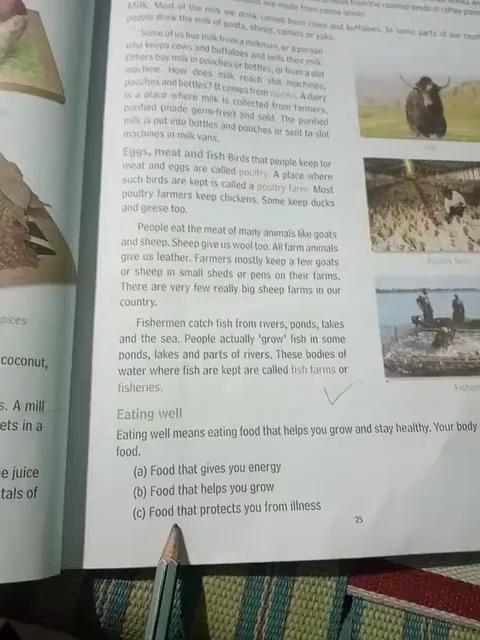 are made from cocoa seeds.
Milk Most of the milk we drink comes from cows and buffaloes. In some parts of our
people drink the milk of goats, sheep, camels or yaks.
Some of us buy milk from a milkman, or a person
who keeps cows and buffaloes and sells their milk.
Others buy milk in pouches or bottles, or from a slot
machine. How does milk reach slot machines,
pouches and bottles? It comes from A dairy
is a place where milk is collected from farmers,
purified (made germ-free) and sold. The purified
milk is put into bottles and pouches or sent to slot
machines in milk vans.
Eggs, meat and fish Birds that people keep for
meat and eggs are called poultry. A place where
such birds are kept is called a poultry farm. Most
poultry farmers keep chickens. Some keep ducks
and geese too.
People eat the meat of many animals like goats
and sheep. Sheep give us wool too. All farm animals
give us leather. Farmers mostly keep a few goats
or sheep in small sheds or pens on their farms.
There are very few really big sheep farms in our
country.
Fishermen catch fish from rivers, ponds, lakes
and the sea. People actually 'grow' fish in some
ponds, lakes and parts of rivers. These bodies of
water where fish are kept are called fish farms or
fisheries.
Eating well
Eating well means eating food that helps you grow and stay healthy. Your body
food.
(a) Food that gives you energy
(b) Food that helps you grow
(c) Food that protects you from illness
25
pices
coconut,
s. A mill
ets in a
e juice
tals of